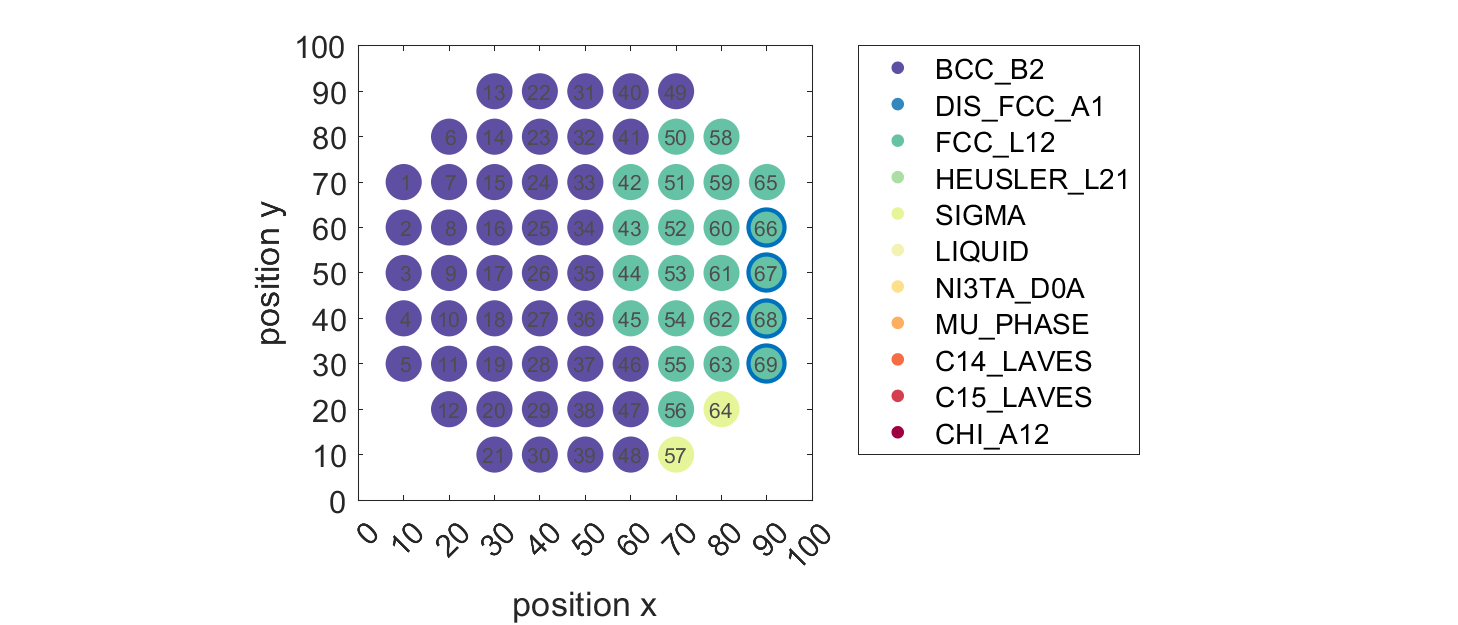 100
90
80
70
60
50
40
30
20
10
0
position y
13 22 31 40 49
6 14 23 32 41 50 58
1 7 15 24 33 42 51 59 65
2 8 16 25 34 43 52 60 66
3 9 17 26 35 44 53 61 67
4 10 18 27 36 45 54 62 68
5 11 19 28 37 46 55 63 69
12 20 29 38 47 56 64
21 30 39 48 57
0 10 20 30 40 50 60 70 80 90 100
position x
BCC_B2
DIS_FCC_A1
FCC_L12
HEUSLER_L21
SIGMA
LIQUID
NI3TA_D0A
MU_PHASE
C14_LAVES
C15_LAVES
CHI_A12